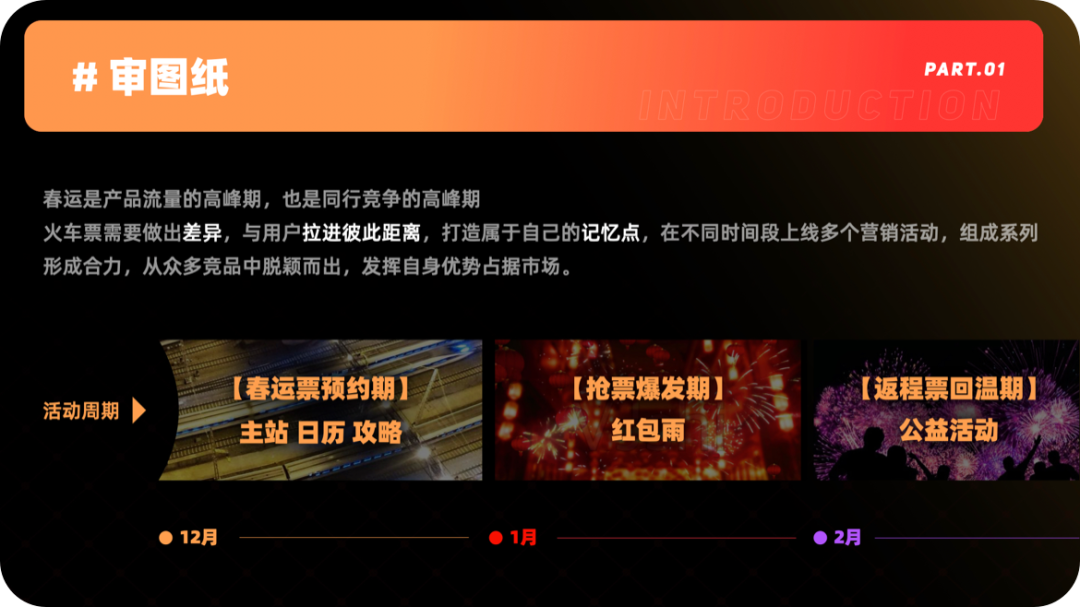 # 审图纸
PART.01
INTRODUCTION
春运是产品流量的高峰期，也是同行竞争的高峰期
火车票需要做出差异，与用户拉进彼此距离，打造属于自己的记忆点，在不同时间段上线多个营销活动，组成系列
形成合力，从众多竞品中脱颖而出，发挥自身优势占据市场。
活动周期
【春运票预约期】
主站 日历 攻略
【抢票爆发期】
红包雨
【返程票回温期】
公益活动
12月
1月
2月